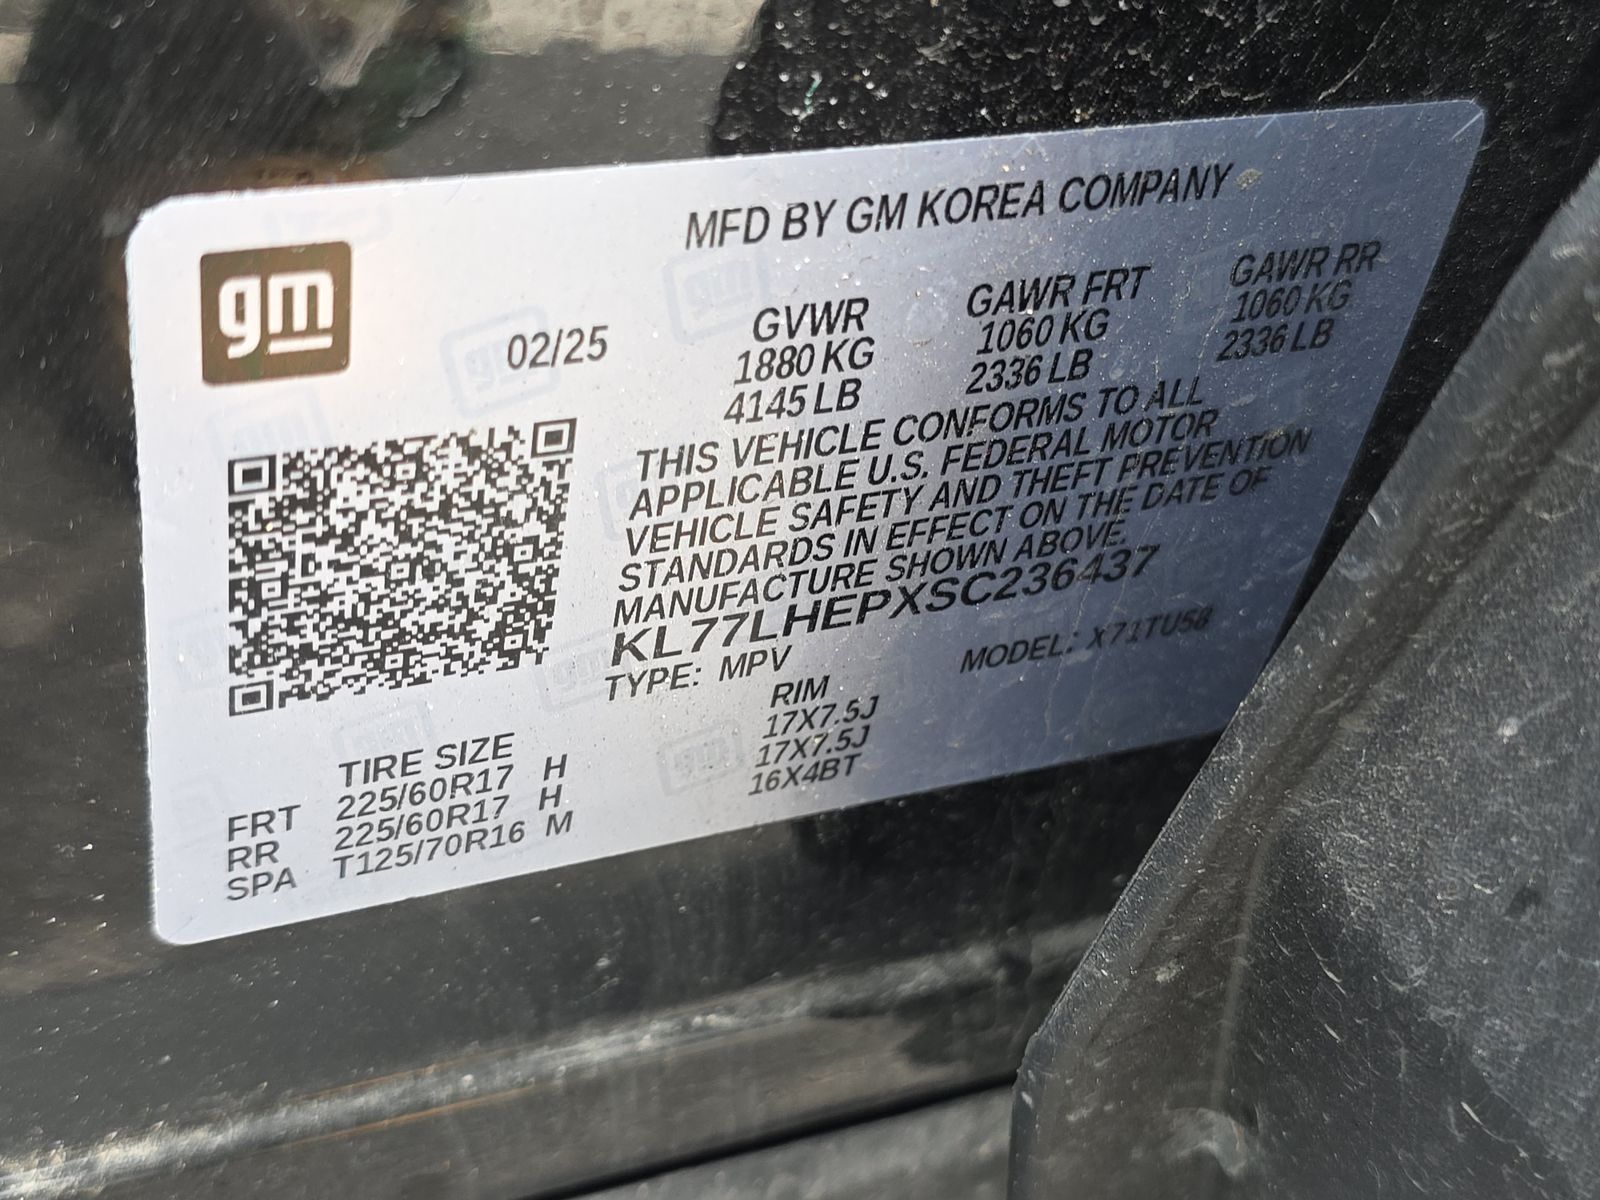 gm
MFD BY GM KOREA COMPANY
02/25
GVWR GAWR FRT GAWR RR
1880 KG 1060 KG 1060 KG
4145 LB 2336 LB 2336 LB
THIS VEHICLE CONFORMS TO ALL
APPLICABLE U.S. FEDERAL MOTOR
VEHICLE SAFETY AND THEFT PREVENTION
STANDARDS IN EFFECT ON THE DATE OF
MANUFACTURE SHOWN ABOVE.
KL77LHEPXSC236437
TYPE: MPV MODEL: X71TU58
TIRE SIZE RIM
FRT 225/60R17 H 17X7.5J
RR 225/60R17 H 17X7.5J
SPA T125/70R16 M 16X4BT